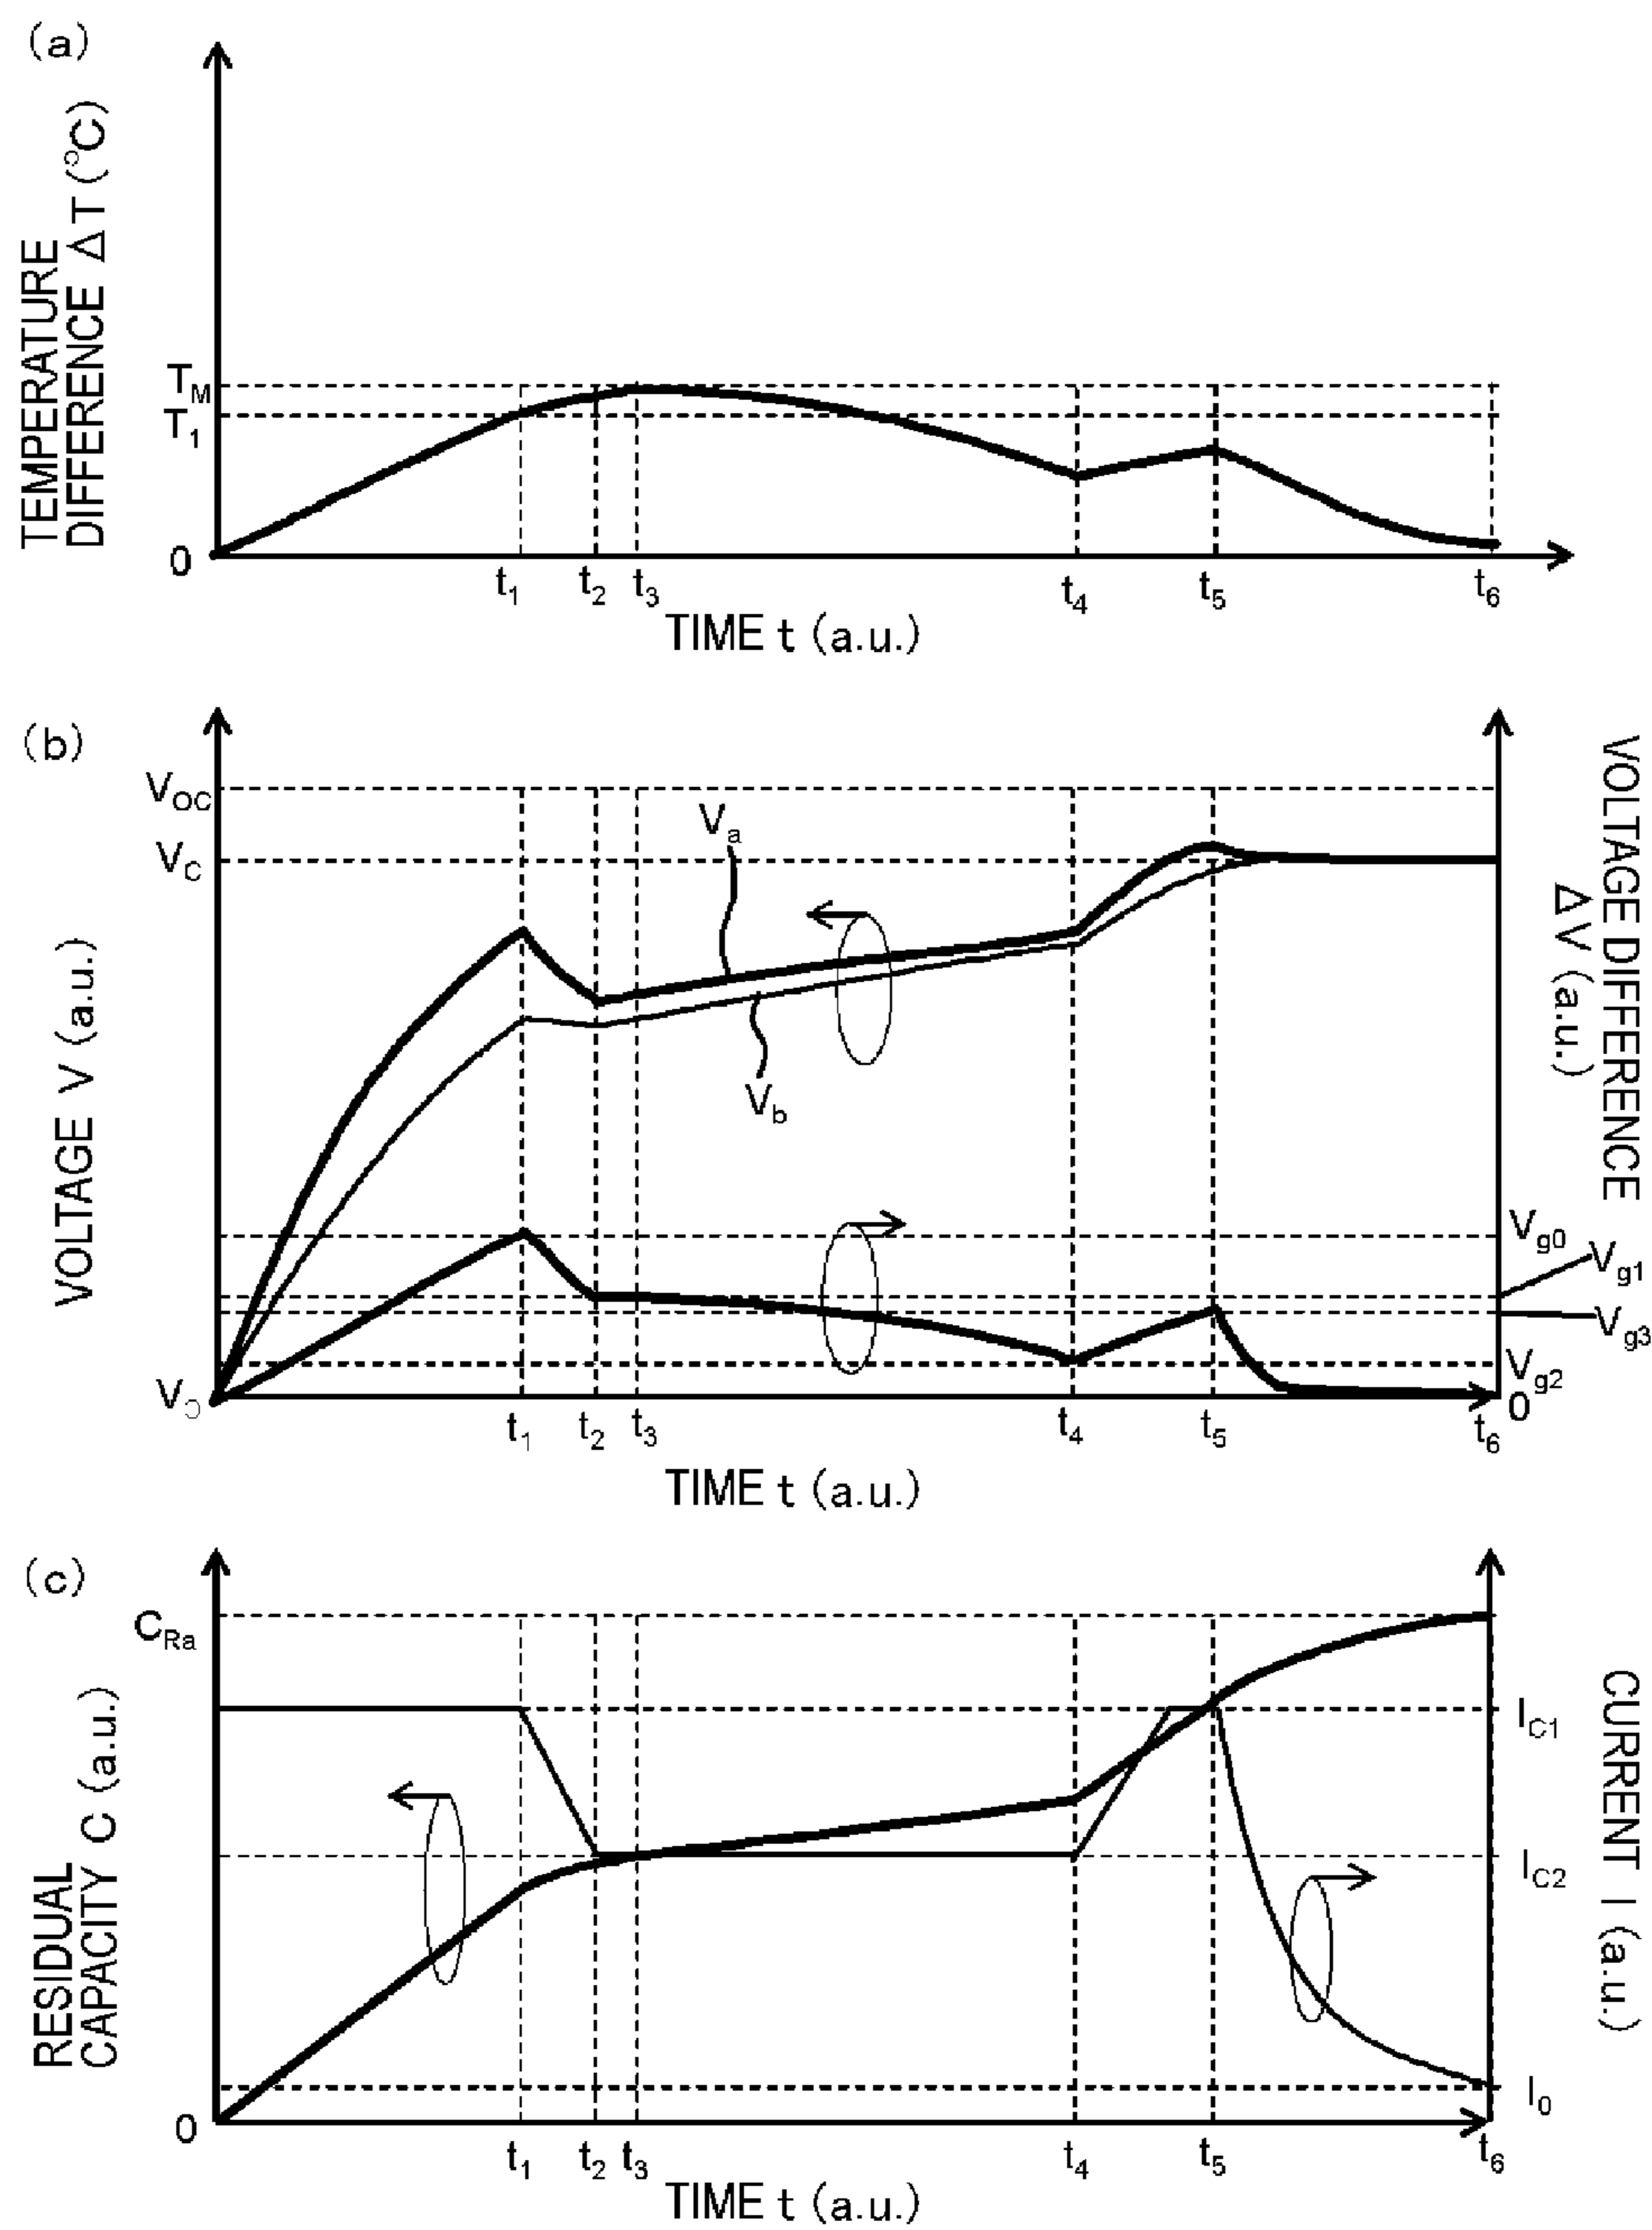 (a)
TEMPERATURE
DIFFERENCE ΔT (°C)
T_M
T_1
0
t_1 t_2 t_3 t_4 t_5 t_6
TIME t (a.u.)
(b)
VOLTAGE V (a.u.)
V_OC
V_C
V_0
V_a
V_b
VOLTAGE DIFFERENCE
ΔV (a.u.)
V_g0
V_g1
V_g3
V_g2
0
t_1 t_2 t_3 t_4 t_5 t_6
TIME t (a.u.)
(c)
RESIDUAL
CAPACITY C (a.u.)
C_Ra
0
CURRENT I (a.u.)
I_C1
I_C2
I_0
t_1 t_2 t_3 t_4 t_5 t_6
TIME t (a.u.)